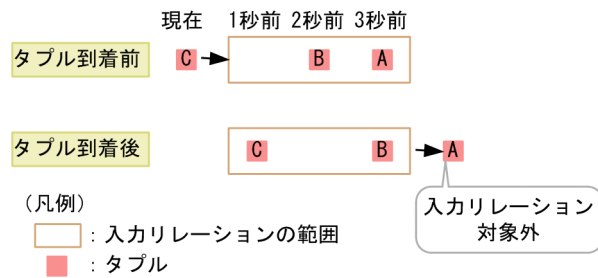 現在 1秒前 2秒前 3秒前
タプル到着前 C B A
タプル到着後 C B A
(凡例)
:入力リレーションの範囲
:タプル
入力リレーション
対象外